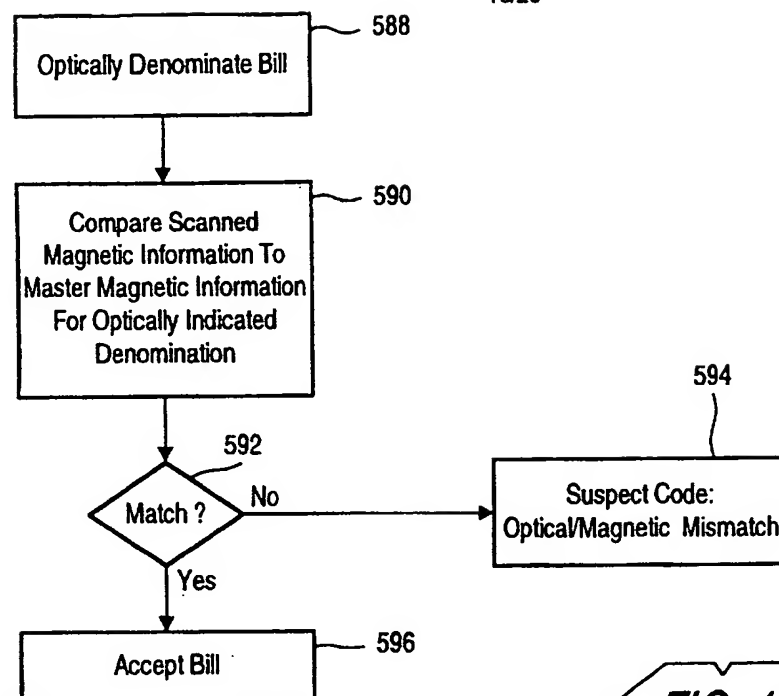 588
Optically Denominate Bill
590
Compare Scanned
Magnetic Information To
Master Magnetic Information
For Optically Indicated
Denomination
594
592
Match ?
No
Suspect Code:
Optical/Magnetic Mismatch
Yes
596
Accept Bill